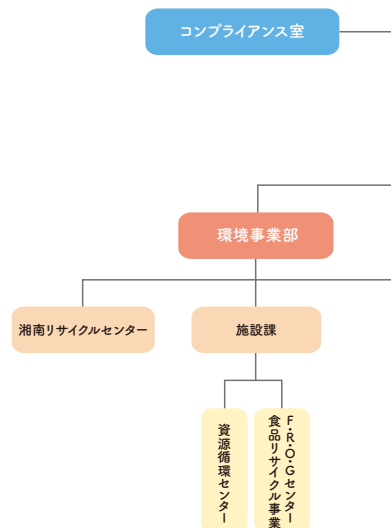 コンプライアンス室
環境事業部
湘南リサイクルセンター
施設課
資源循環センター
F・R・O・Gセンター
食品リサイクル事業